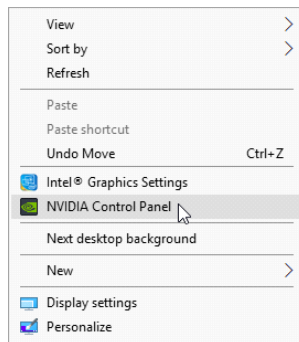 View
Sort by
Refresh
Paste
Paste shortcut
Undo Move Ctrl+Z
Intel® Graphics Settings
NVIDIA Control Panel
Next desktop background
New
Display settings
Personalize